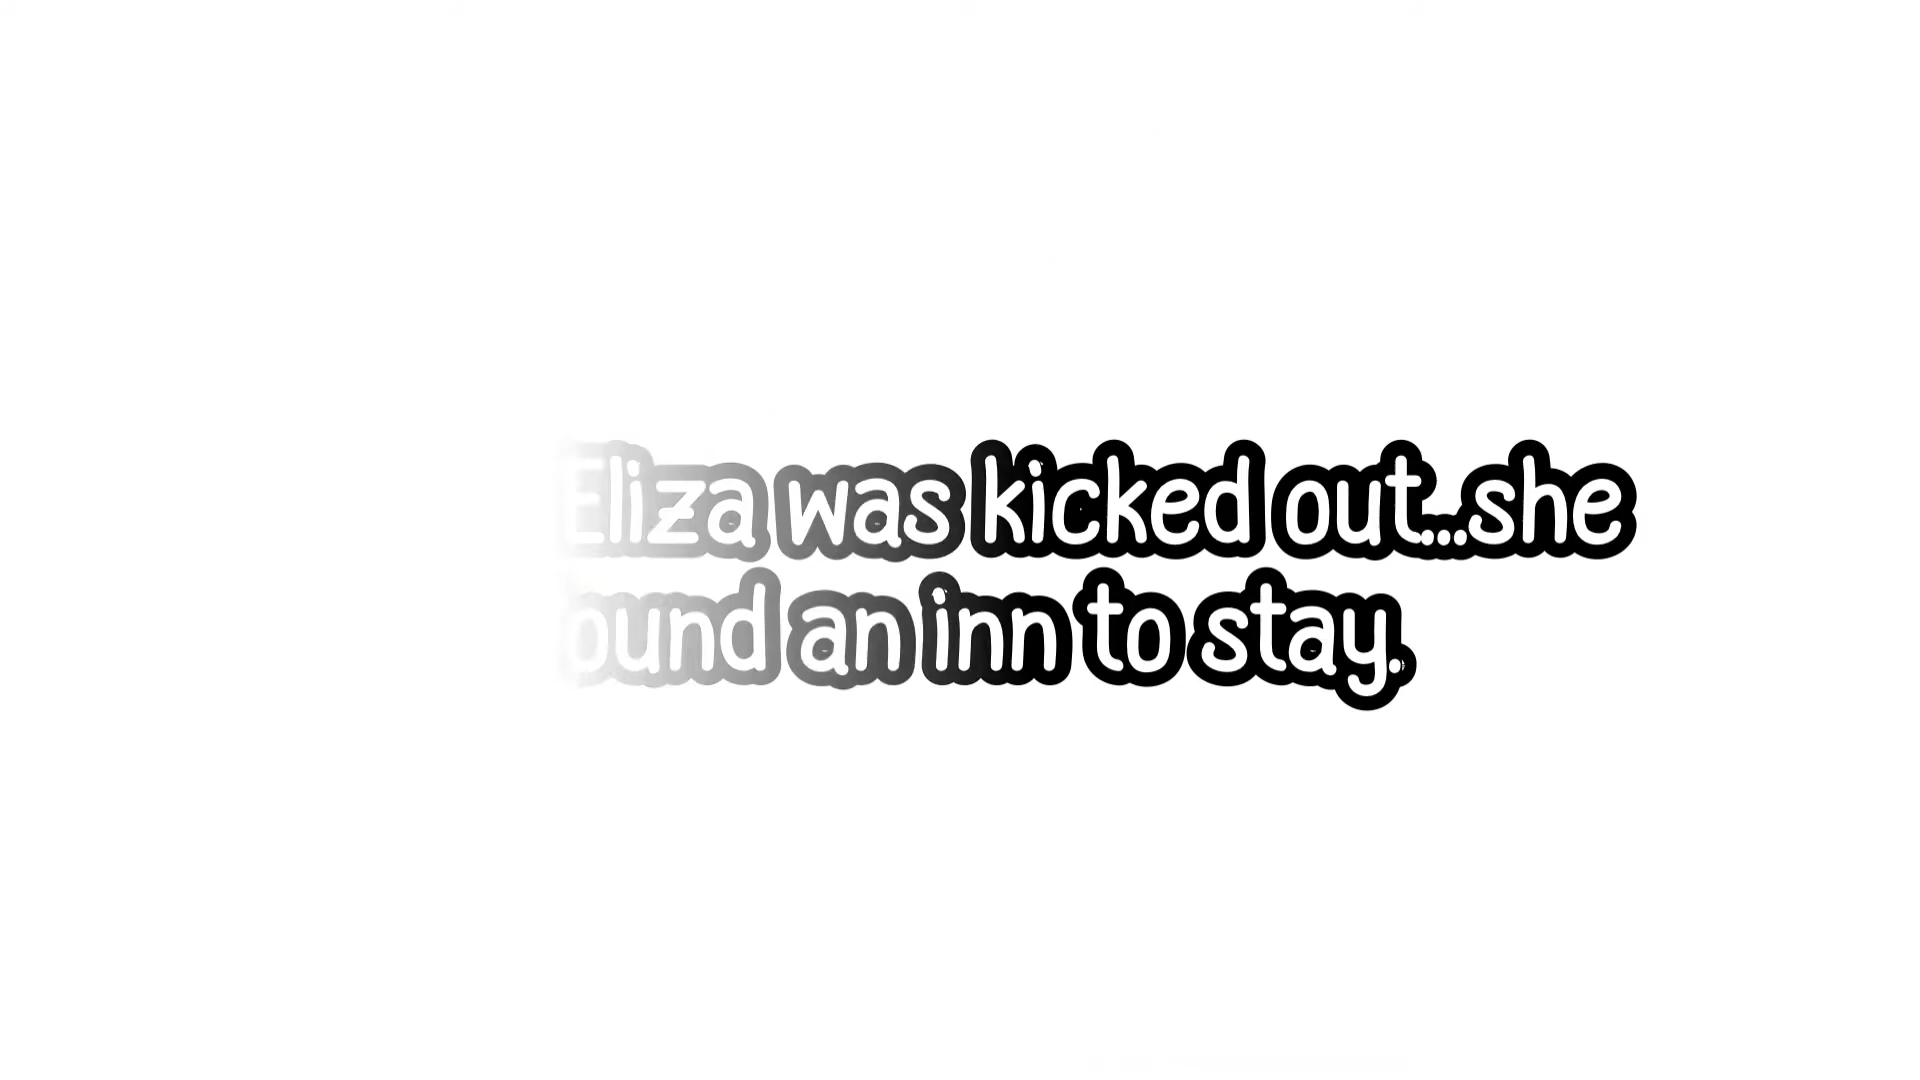 Eliza was kicked out...she
ound an inn to stay.